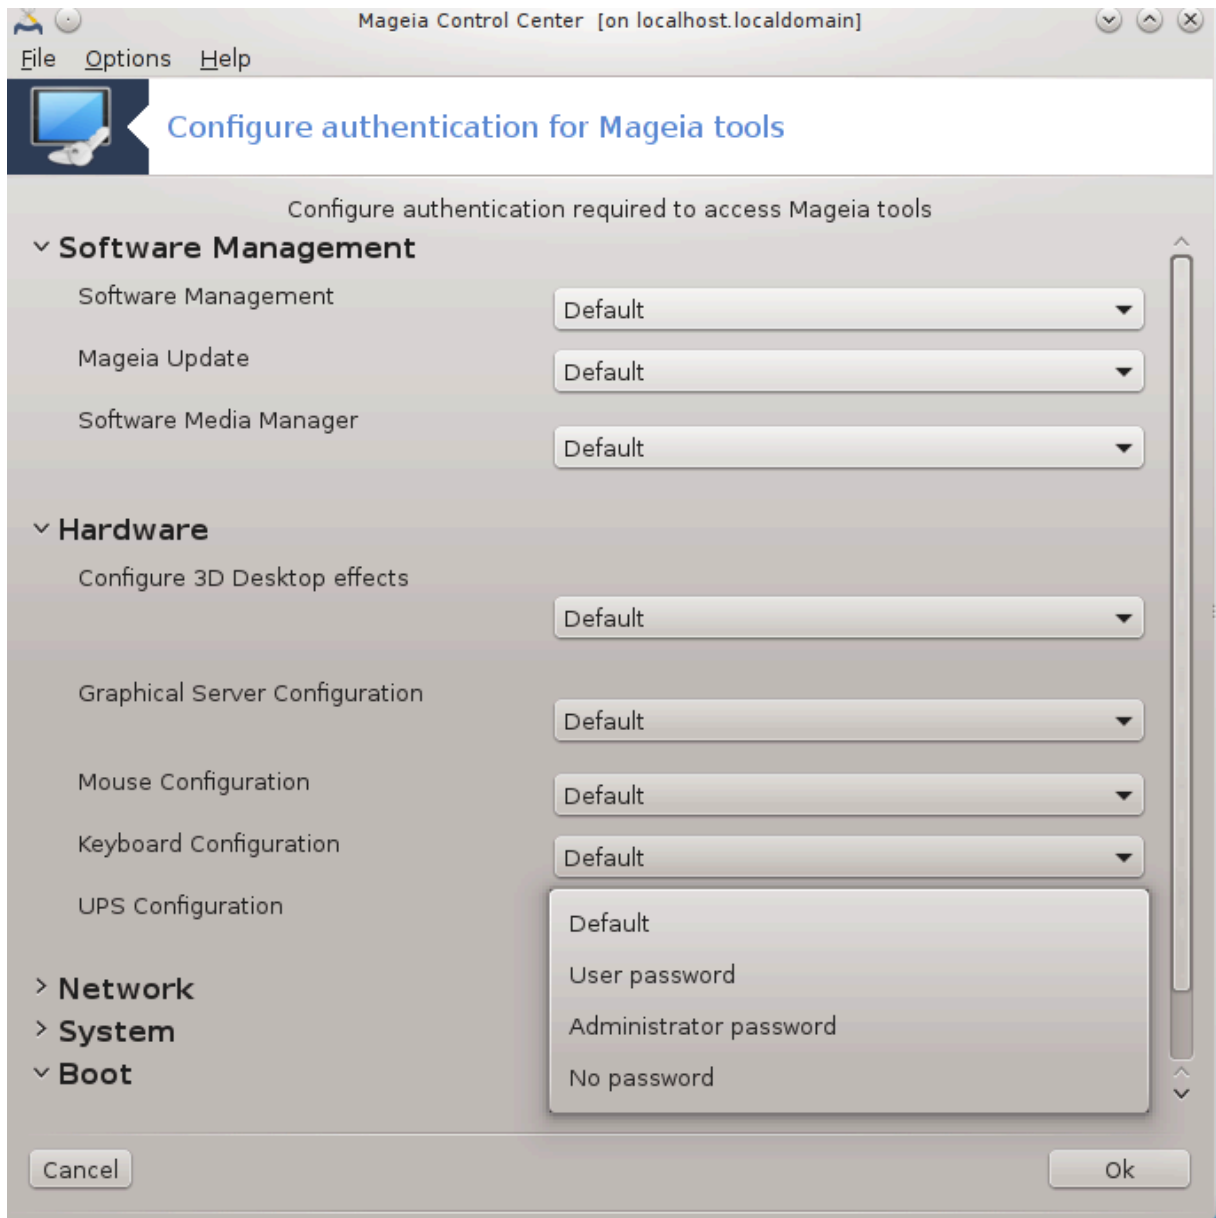 Mageia Control Center [on localhost.localdomain]
File Options Help
Configure authentication for Mageia tools
Configure authentication required to access Mageia tools
Software Management
Software Management Default
Mageia Update Default
Software Media Manager Default
Hardware
Configure 3D Desktop effects Default
Graphical Server Configuration Default
Mouse Configuration Default
Keyboard Configuration Default
UPS Configuration
Default
User password
Administrator password
No password
Network
System
Boot
Cancel Ok